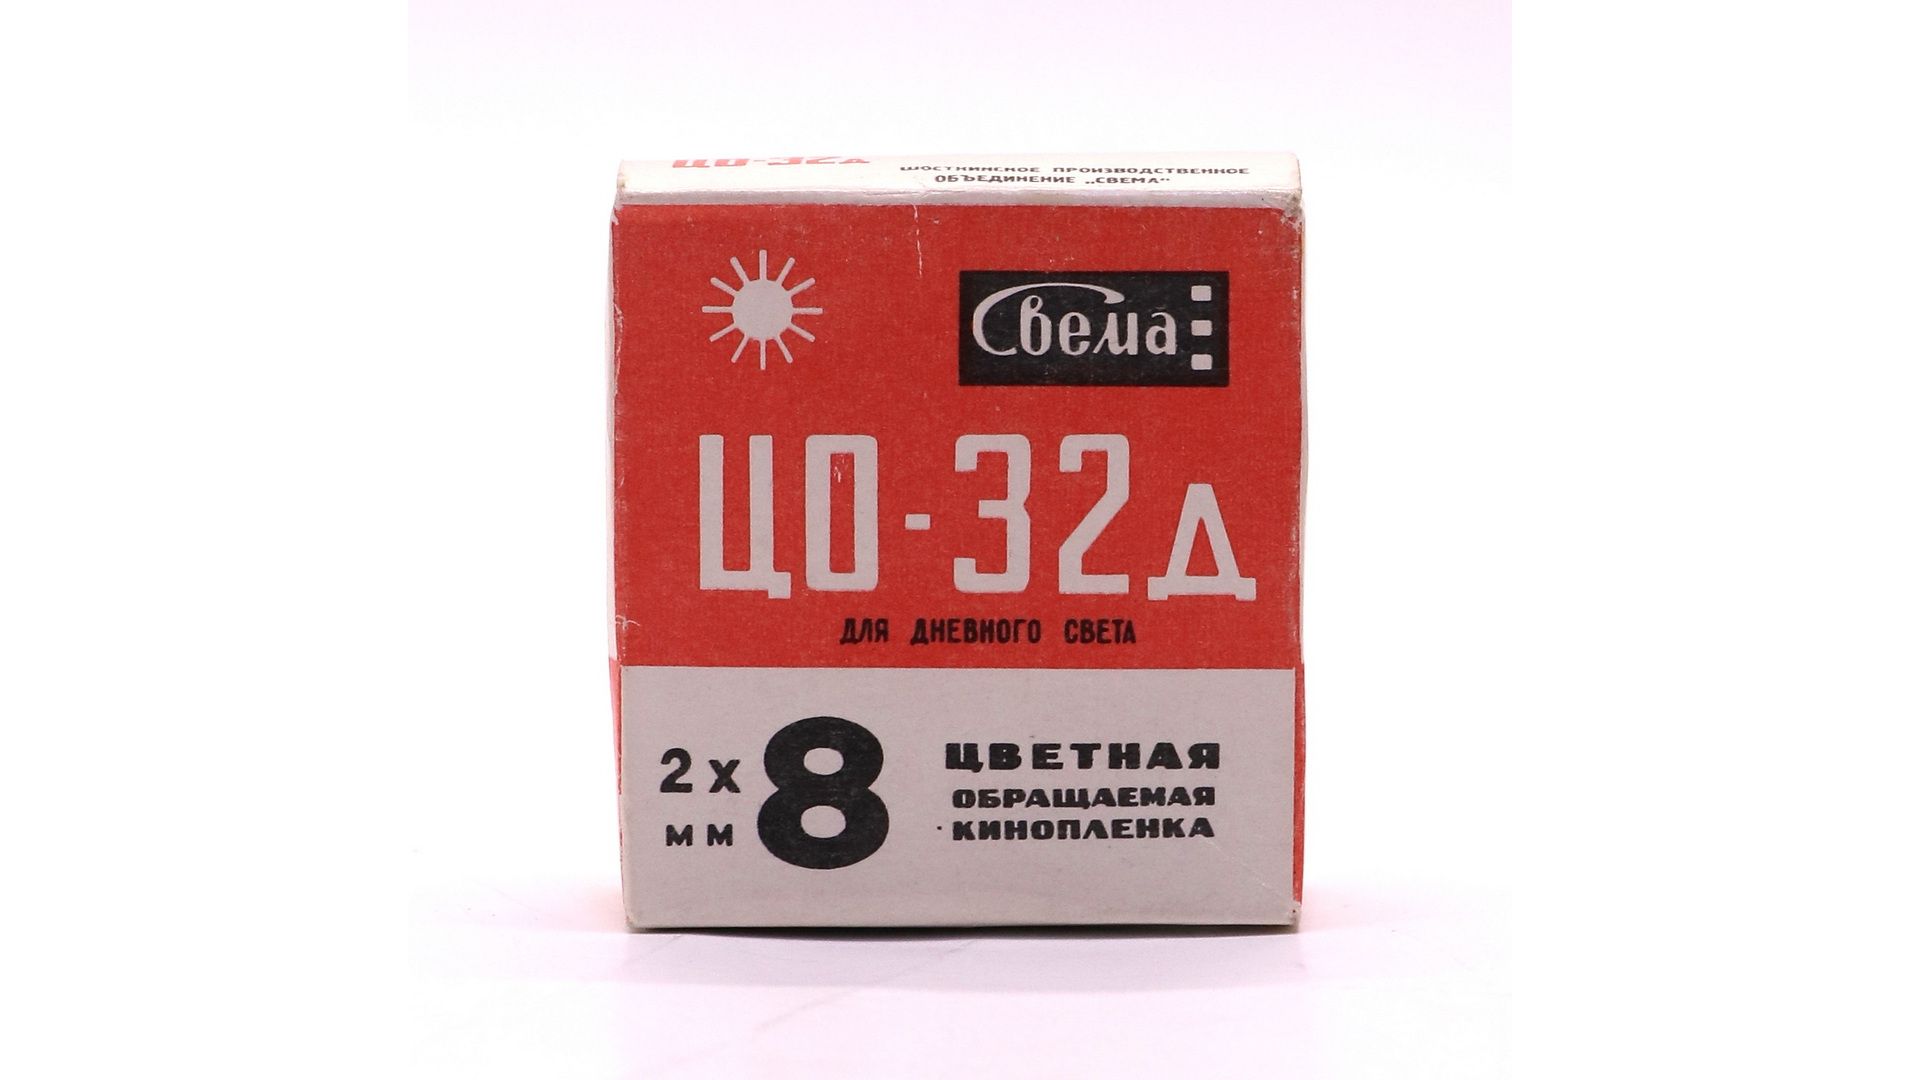 ЦО-32Д
ШОСТКИНСКОЕ ПРОИЗВОДСТВЕННОЕ
ОБЪЕДИНЕНИЕ „СВЕМА"
Свема
ЦО-32Д
ДЛЯ ДНЕВНОГО СВЕТА
2 х 8
мм
ЦВЕТНАЯ
ОБРАЩАЕМАЯ
КИНОПЛЕНКА